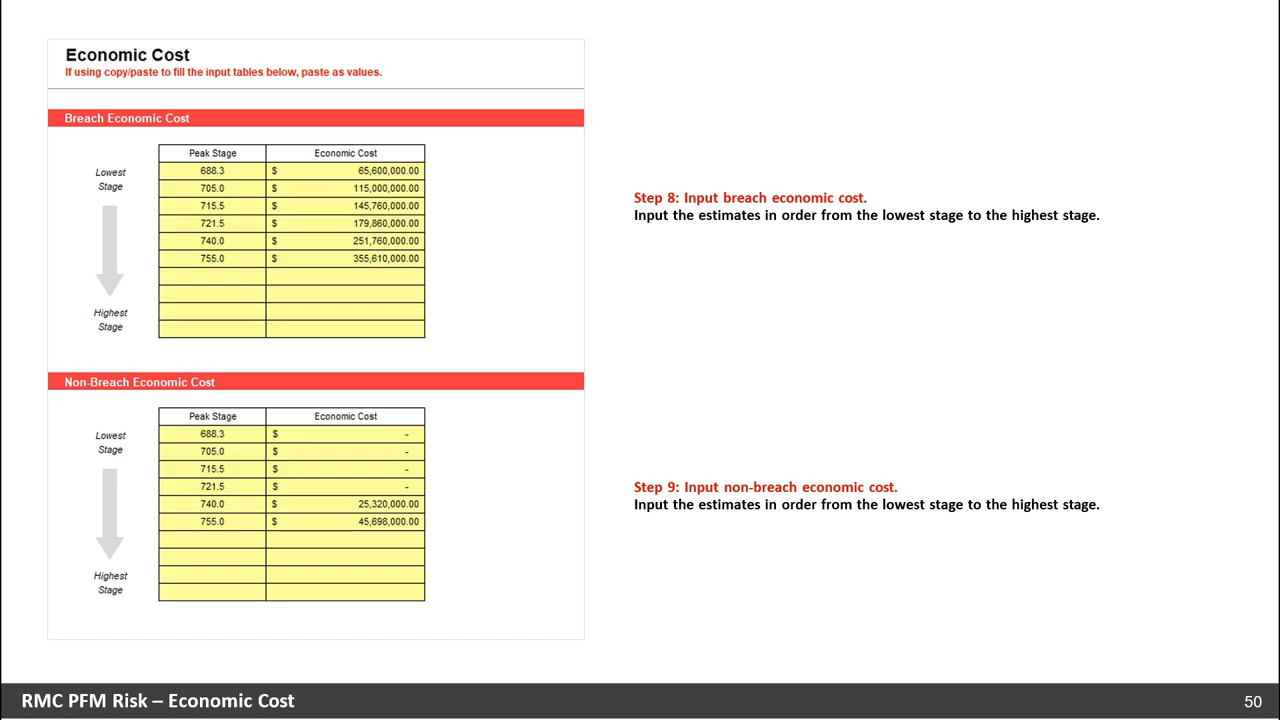 Economic Cost
If using copy/paste to fill the input tables below, paste as values.
Breach Economic Cost
Lowest
Stage
Highest
Stage
Peak Stage Economic Cost
688.3 $ 65,600,000.00
705.0 $ 115,000,000.00
715.5 $ 145,760,000.00
721.5 $ 179,860,000.00
740.0 $ 251,760,000.00
755.0 $ 355,610,000.00
Step 8: Input breach economic cost.
Input the estimates in order from the lowest stage to the highest stage.
Non-Breach Economic Cost
Lowest
Stage
Highest
Stage
Peak Stage Economic Cost
688.3 $ -
705.0 $ -
715.5 $ -
721.5 $ -
740.0 $ 25,320,000.00
755.0 $ 45,698,000.00
Step 9: Input non-breach economic cost.
Input the estimates in order from the lowest stage to the highest stage.
RMC PFM Risk – Economic Cost
50